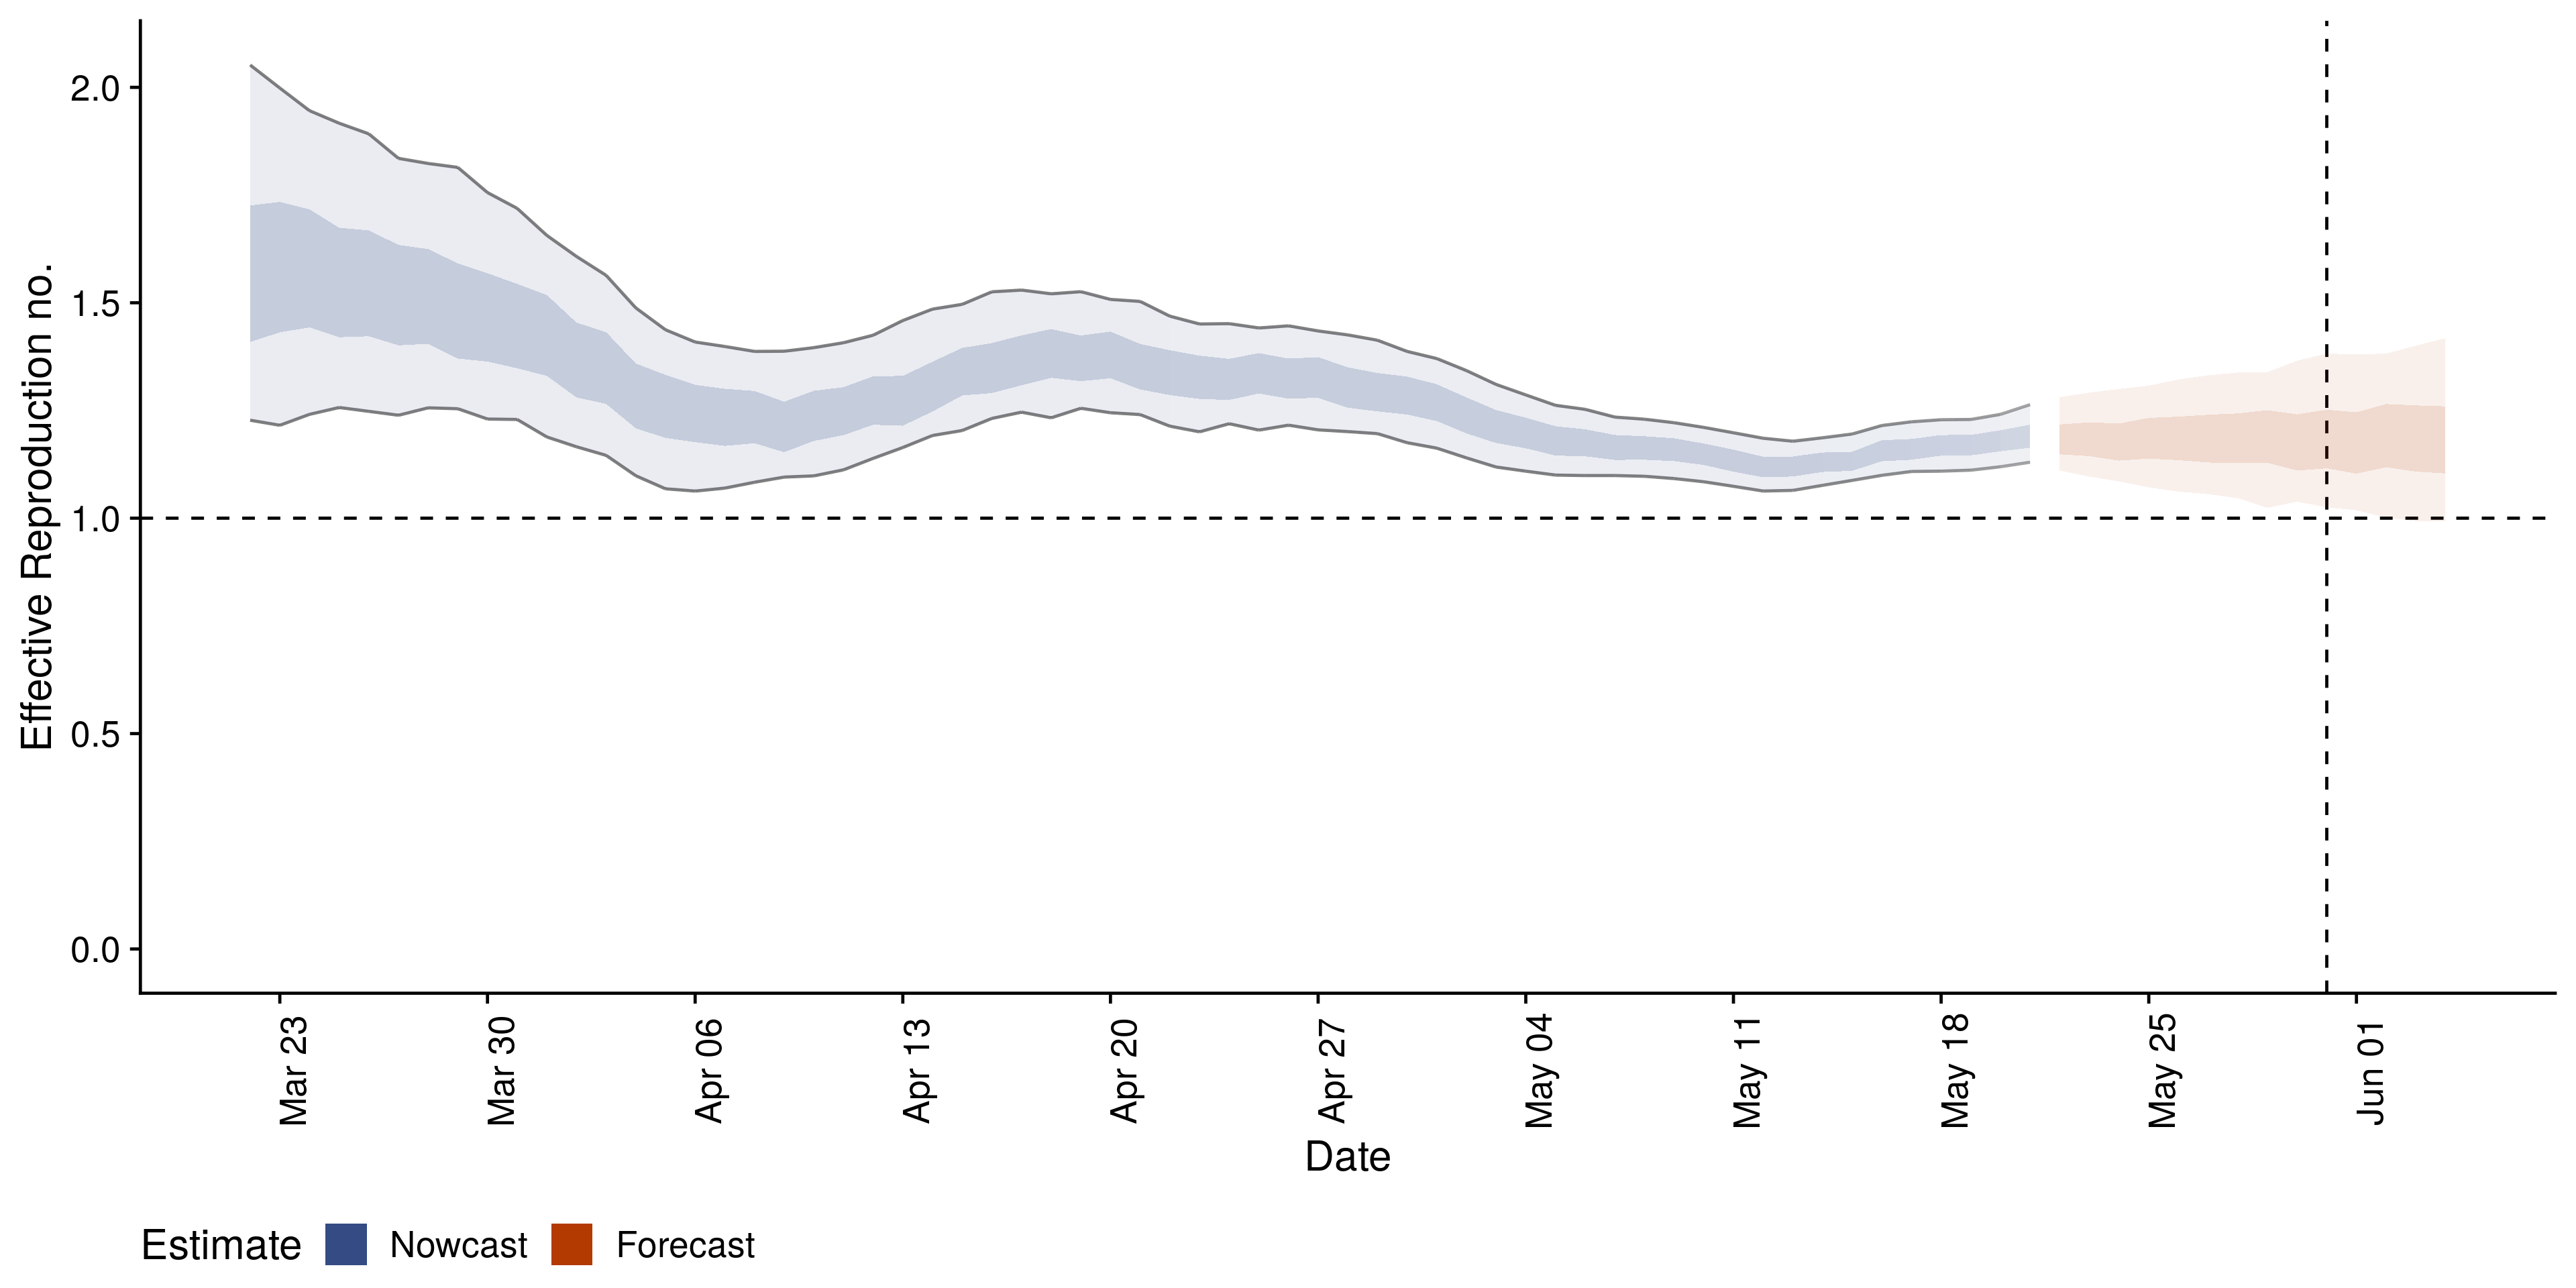 Effective Reproduction no.
2.0
1.5
1.0
0.5
0.0
Mar 23
Mar 30
Apr 06
Apr 13
Apr 20
Apr 27
May 04
May 11
May 18
May 25
Jun 01
Date
Estimate Nowcast Forecast